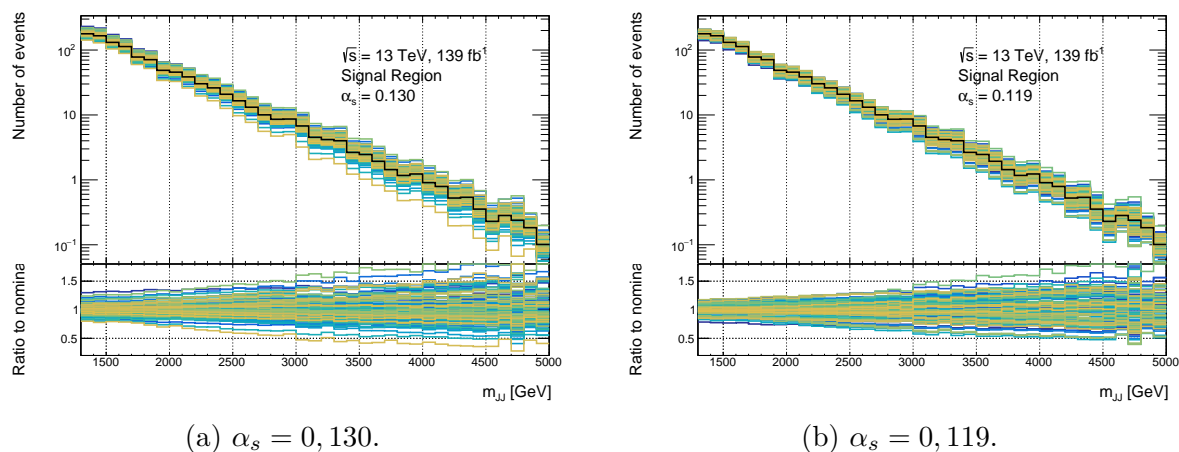 Number of events
10²
10
1
10⁻¹
√s = 13 TeV, 139 fb⁻¹
Signal Region
αs = 0.130
Ratio to nomina
1.5
1
0.5
1500 2000 2500 3000 3500 4000 4500 5000
mJJ [GeV]
(a) αs = 0, 130.
Number of events
10²
10
1
10⁻¹
√s = 13 TeV, 139 fb⁻¹
Signal Region
αs = 0.119
Ratio to nomina
1.5
1
0.5
1500 2000 2500 3000 3500 4000 4500 5000
mJJ [GeV]
(b) αs = 0, 119.